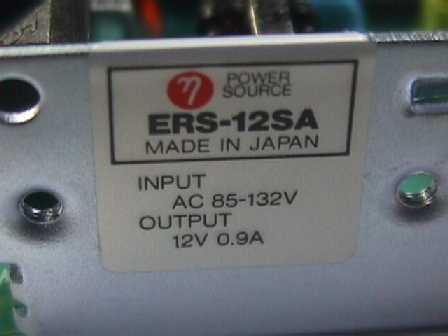 η POWER
SOURCE
ERS-12SA
MADE IN JAPAN
INPUT
AC 85-132V
OUTPUT
12V 0.9A